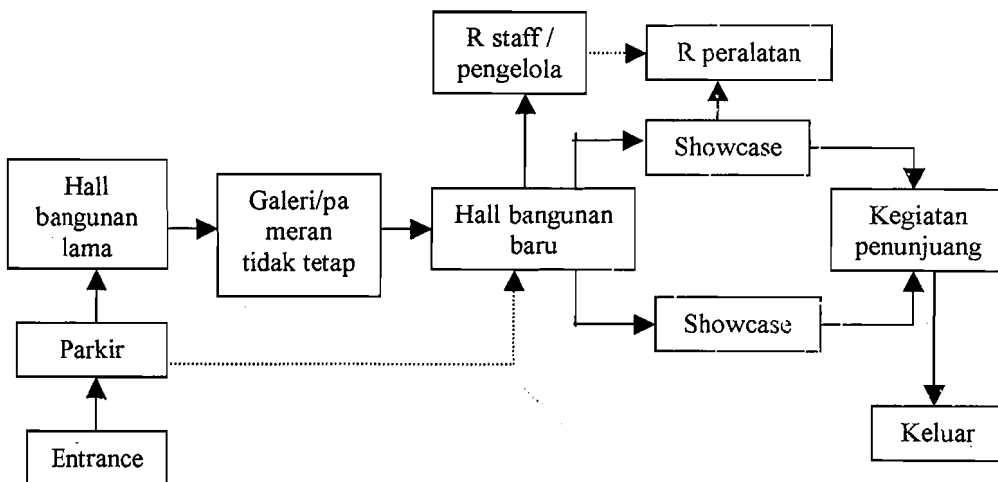 R staff /
pengelola
R peralatan
Showcase
Hall
bangunan
lama
Galeri/pa
meran
tidak tetap
Hall bangunan
baru
Kegiatan
penunjuang
Showcase
Parkir
Keluar
Entrance